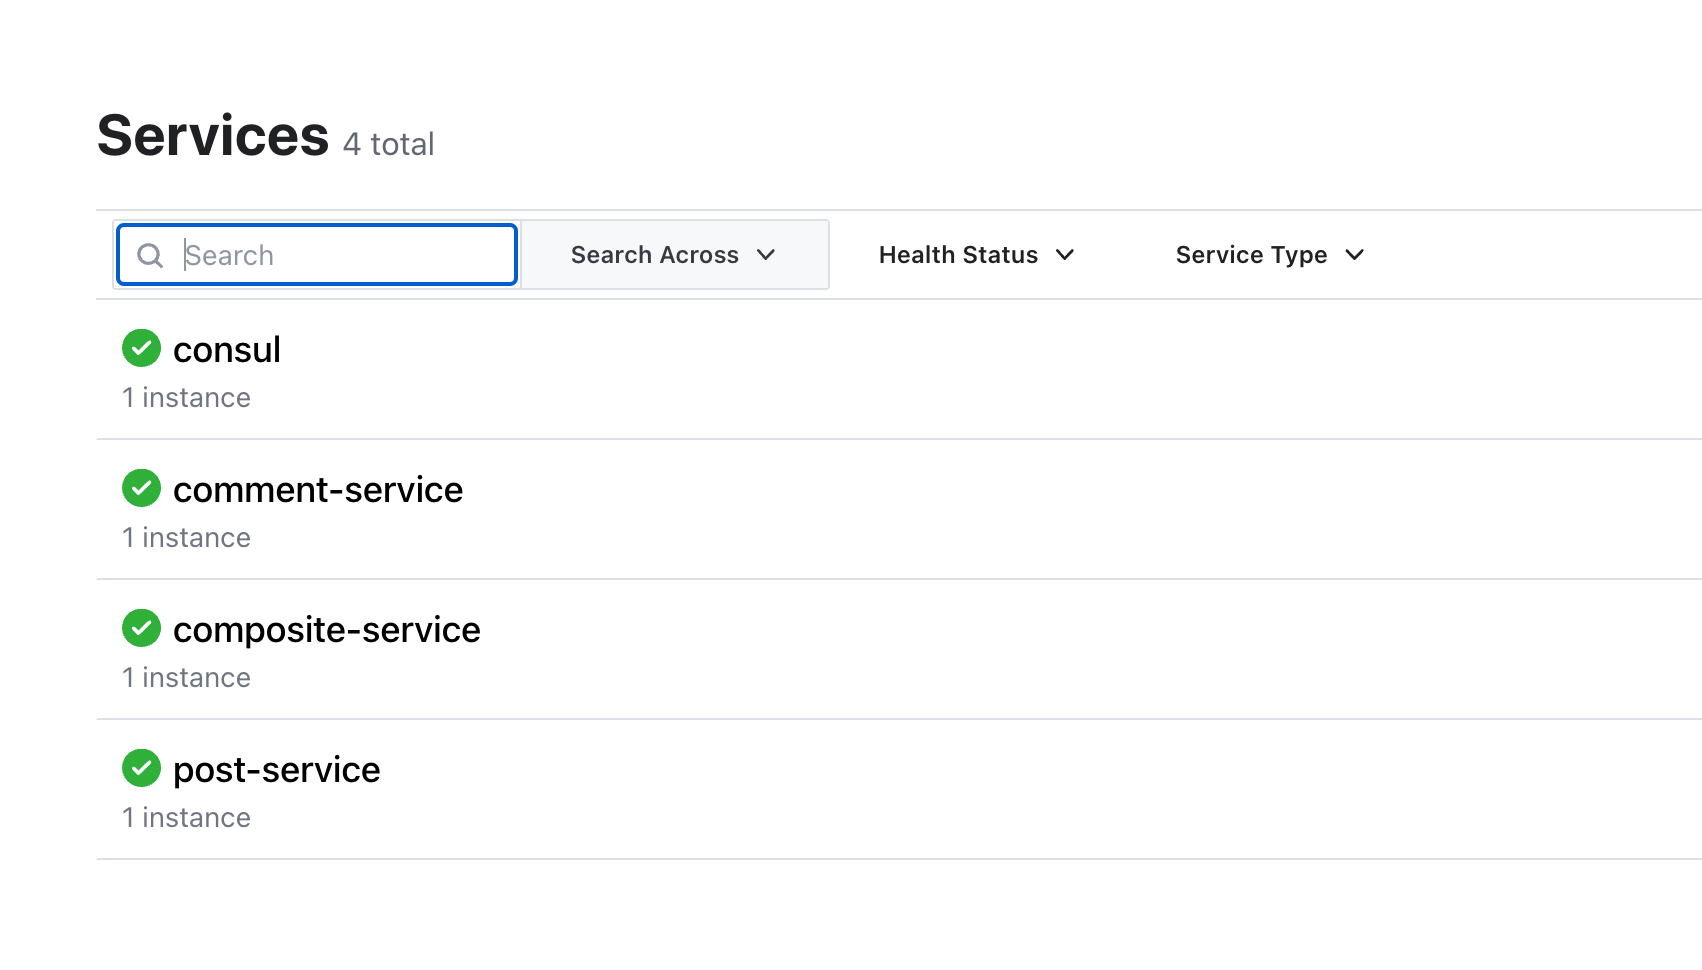 Services 4 total
Search Search Across Health Status Service Type
consul
1 instance
comment-service
1 instance
composite-service
1 instance
post-service
1 instance